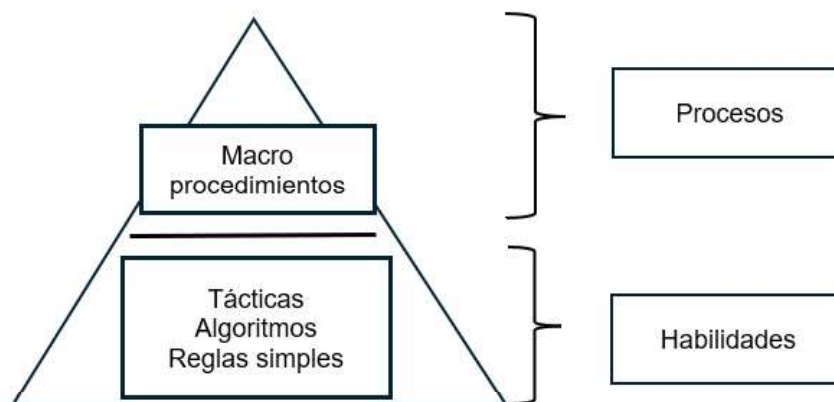 Macro
procedimientos
Procesos
Tácticas
Algoritmos
Reglas simples
Habilidades